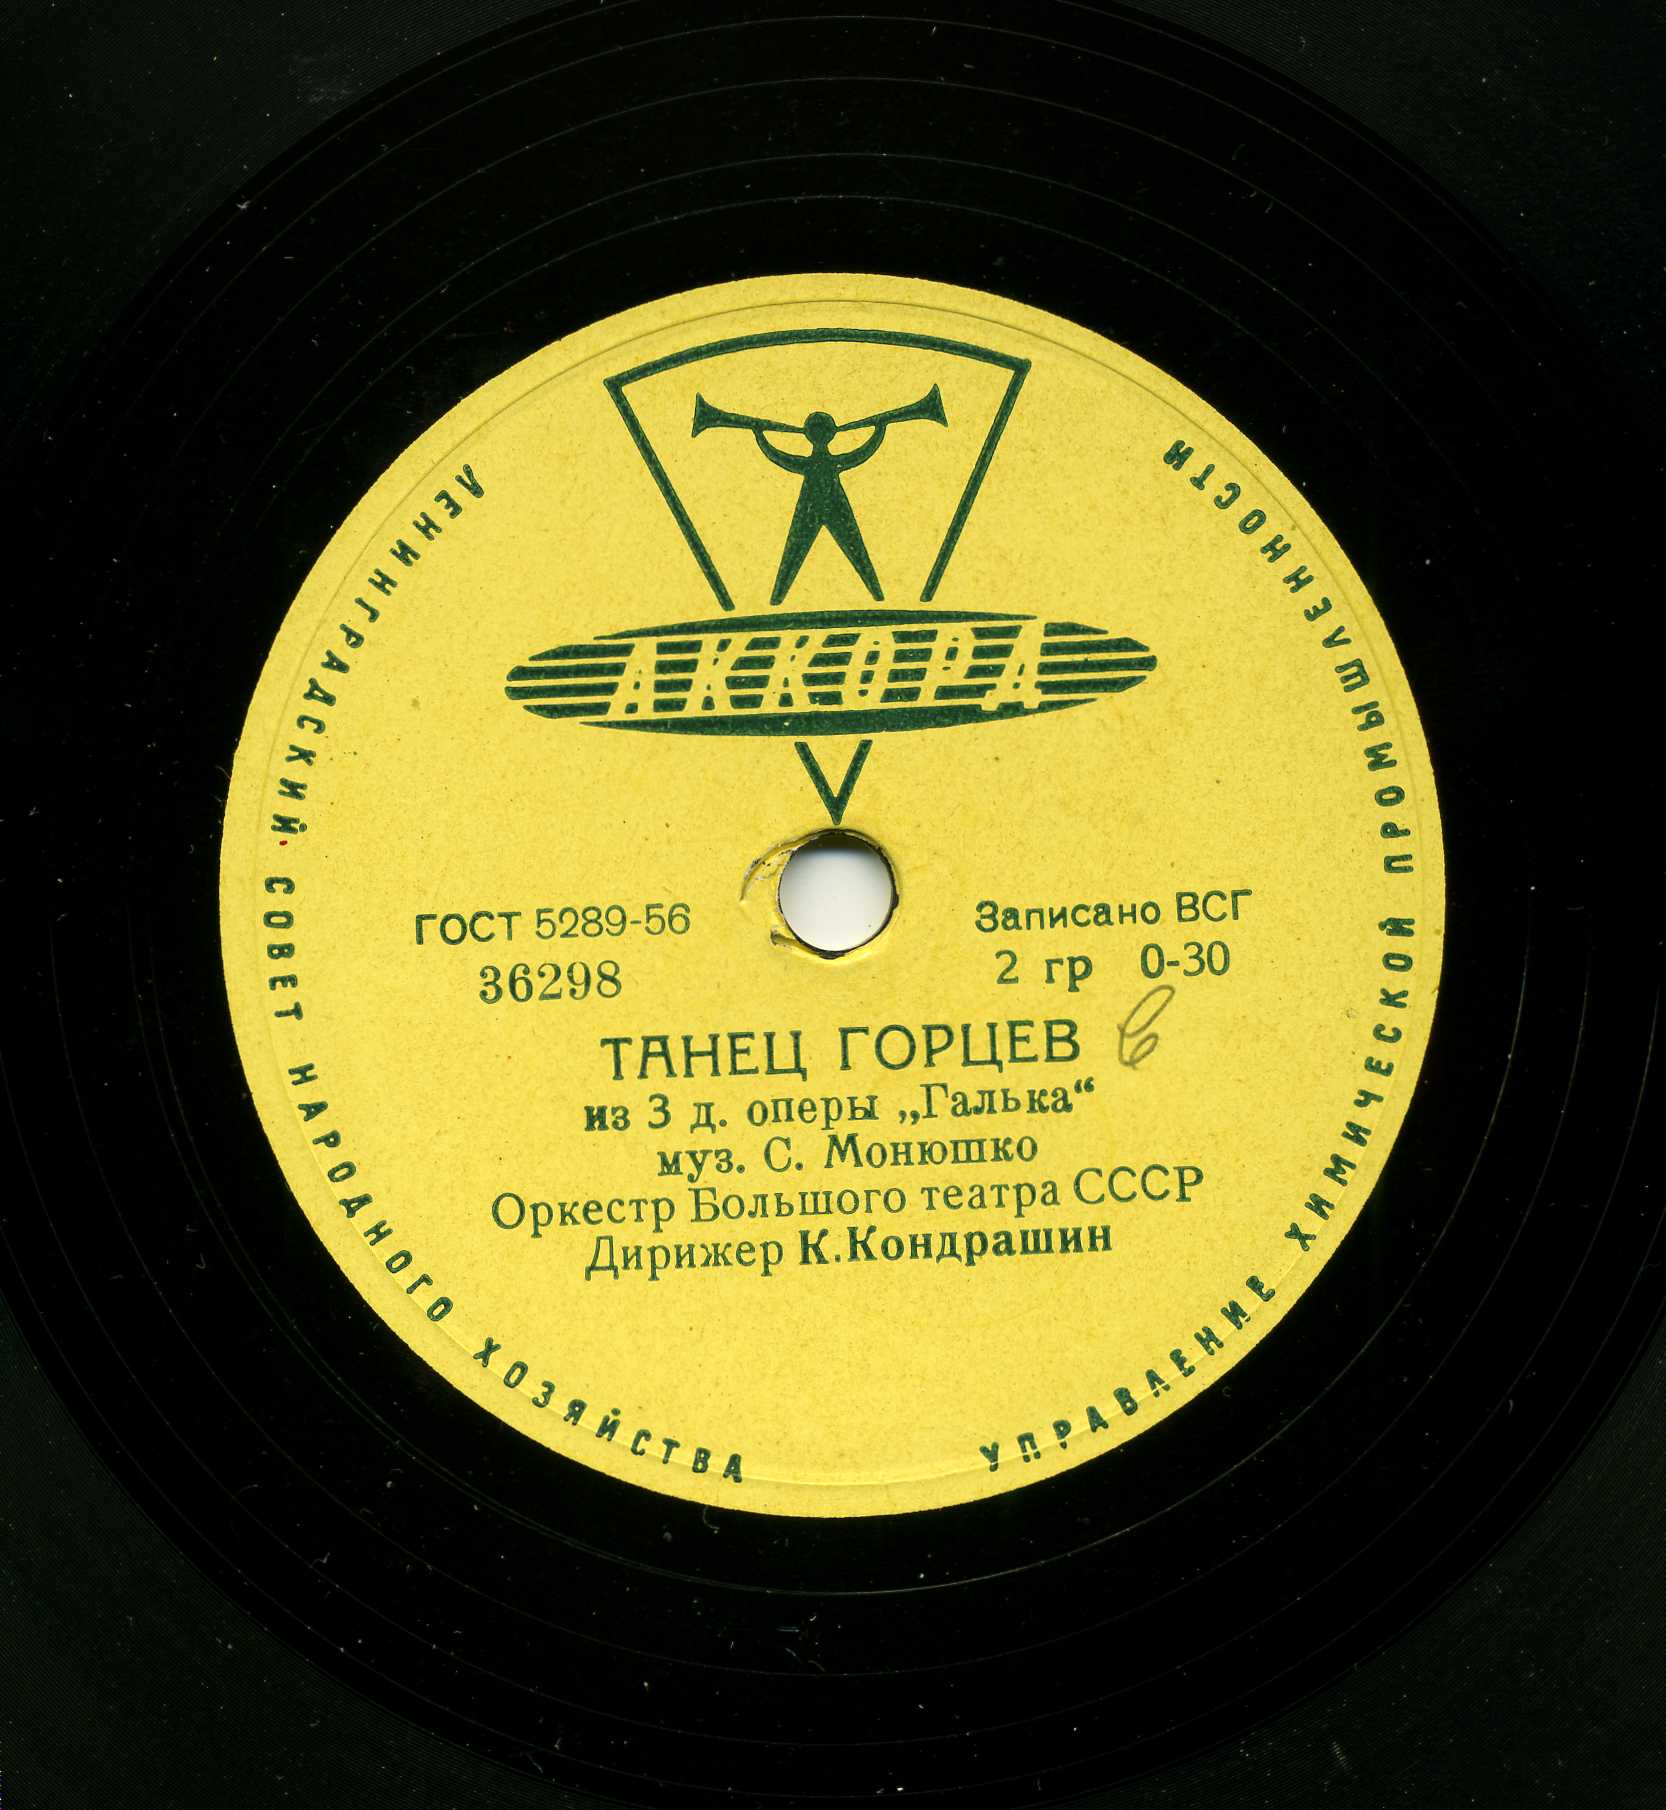 АККОРД
ЛЕНИНГРАДСКИЙ СОВЕТ НАРОДНОГО ХОЗЯЙСТВА
УПРАВЛЕНИЕ ХИМИЧЕСКОЙ ПРОМЫШЛЕННОСТИ
ГОСТ 5289-56
36298
Записано ВСГ
2 гр 0-30
ТАНЕЦ ГОРЦЕВ
из 3 д. оперы „Галька“
муз. С. Монюшко
Оркестр Большого театра СССР
Дирижер К.Кондрашин